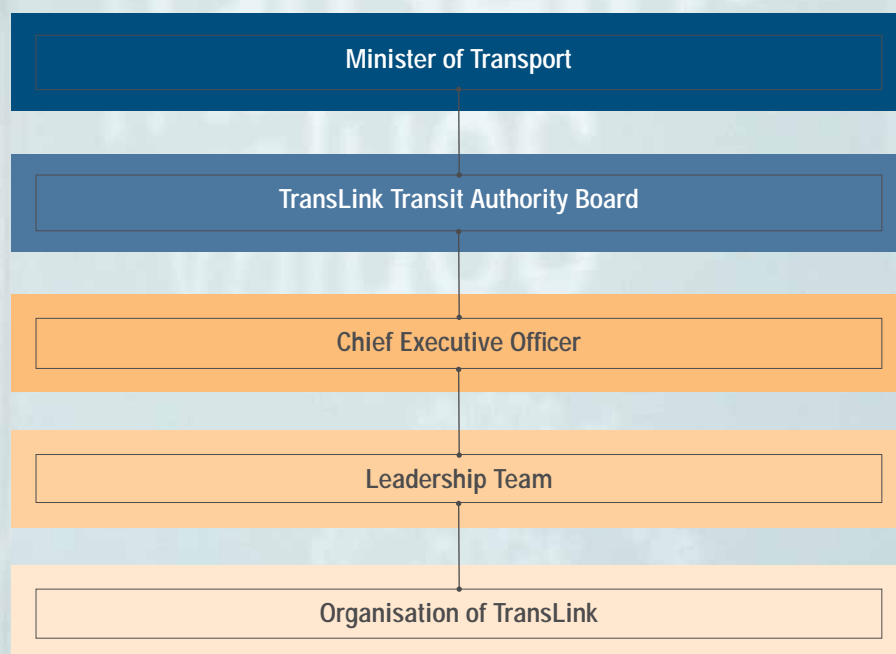 Minister of Transport
TransLink Transit Authority Board
Chief Executive Officer
Leadership Team
Organisation of TransLink